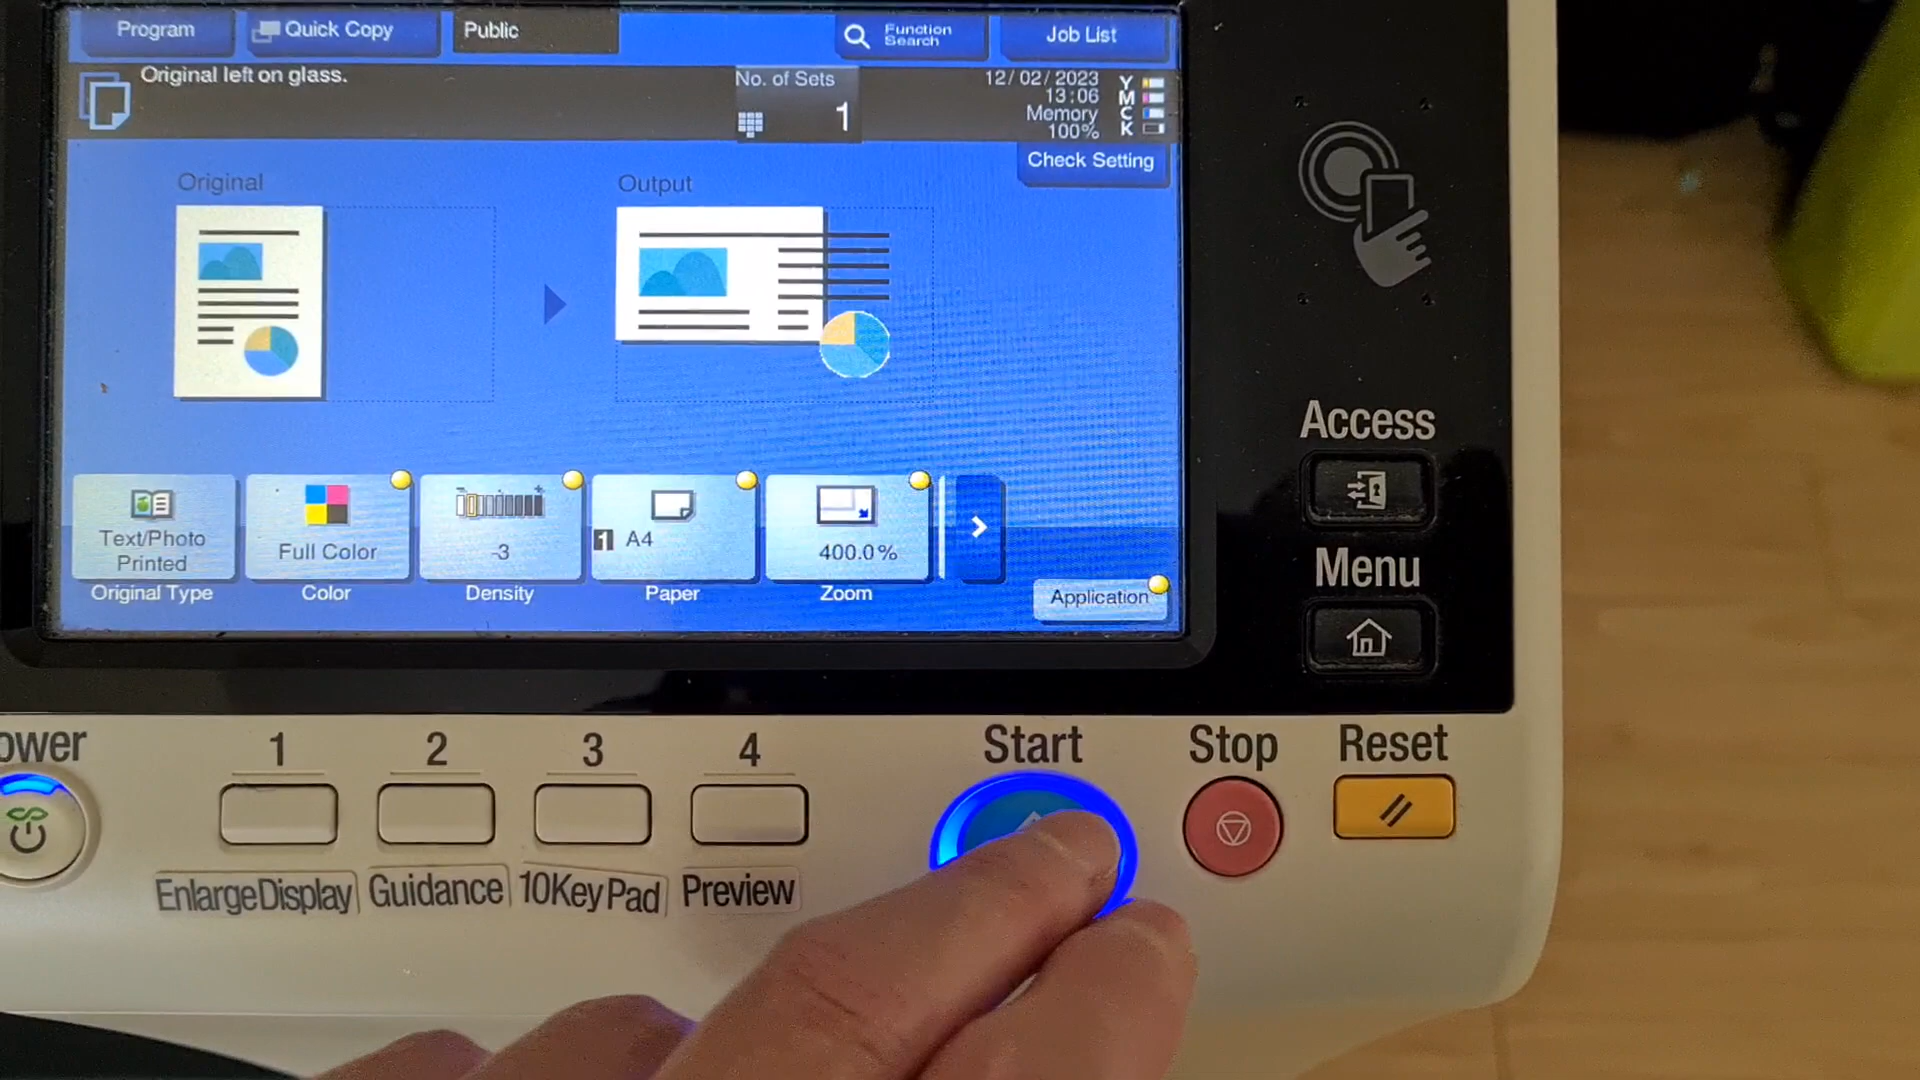 Program
Quick Copy
Public
Function
Search
Job List
Original left on glass.
No. of Sets
1
12/02/2023
13:06
Memory
100%
Y
M
C
K
Check Setting
Original
Output
Text/Photo
Printed
Original Type
Full Color
Color
- +
-3
Density
1 A4
Paper
400.0%
Zoom
Application
Access
Menu
ower
1
2
3
4
Start
Stop
Reset
Enlarge Display
Guidance
10 Key Pad
Preview